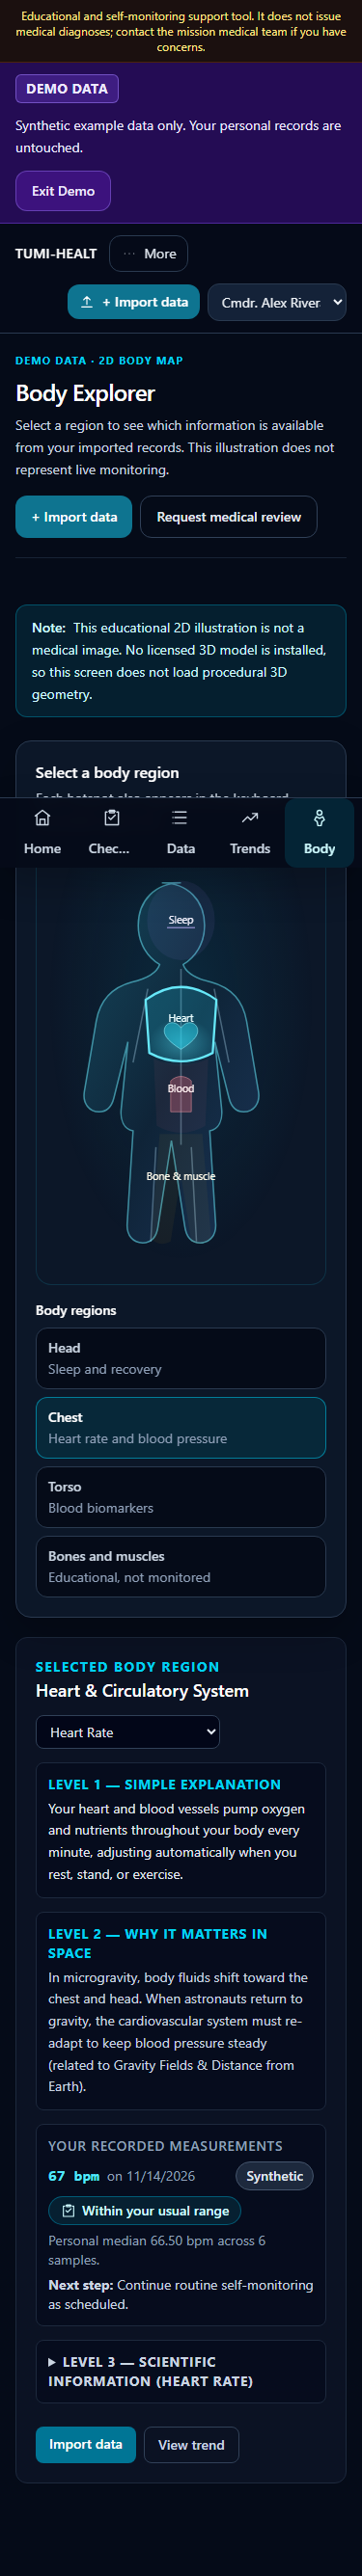 Educational and self-monitoring support tool. It does not issue
medical diagnoses; contact the mission medical team if you have
concerns.
DEMO DATA
Synthetic example data only. Your personal records are
untouched.
Exit Demo
TUMI-HEALT
··· More
+ Import data
Cmdr. Alex River
DEMO DATA · 2D BODY MAP
Body Explorer
Select a region to see which information is available
from your imported records. This illustration does not
represent live monitoring.
+ Import data
Request medical review
Note: This educational 2D illustration is not a
medical image. No licensed 3D model is installed,
so this screen does not load procedural 3D
geometry.
Select a body region
Home
Chec...
Data
Trends
Body
Sleep
Heart
Blood
Bone & muscle
Body regions
Head
Sleep and recovery
Chest
Heart rate and blood pressure
Torso
Blood biomarkers
Bones and muscles
Educational, not monitored
SELECTED BODY REGION
Heart & Circulatory System
Heart Rate
LEVEL 1 — SIMPLE EXPLANATION
Your heart and blood vessels pump oxygen
and nutrients throughout your body every
minute, adjusting automatically when you
rest, stand, or exercise.
LEVEL 2 — WHY IT MATTERS IN
SPACE
In microgravity, body fluids shift toward the
chest and head. When astronauts return to
gravity, the cardiovascular system must re-
adapt to keep blood pressure steady
(related to Gravity Fields & Distance from
Earth).
YOUR RECORDED MEASUREMENTS
67 bpm on 11/14/2026
Synthetic
Within your usual range
Personal median 66.50 bpm across 6
samples.
Next step: Continue routine self-monitoring
as scheduled.
▶ LEVEL 3 — SCIENTIFIC
INFORMATION (HEART RATE)
Import data
View trend